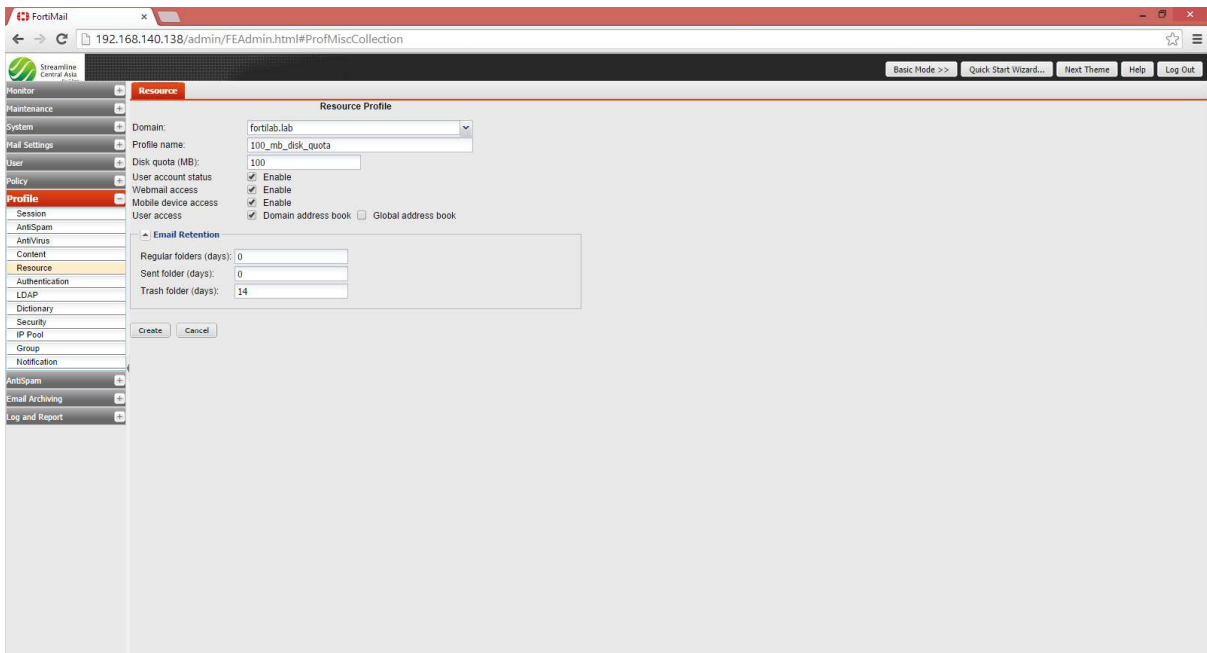 FortiMail
192.168.140.138/admin/FEAdmin.html#ProfMiscCollection
Streamline
Central Asia
Basic Mode >> Quick Start Wizard... Next Theme Help Log Out
Monitor
Maintenance
System
Mail Settings
User
Policy
Profile
Session
AntiSpam
AntiVirus
Content
Resource
Authentication
LDAP
Dictionary
Security
IP Pool
Group
Notification
AntiSpam
Email Archiving
Log and Report
Resource
Resource Profile
Domain: fortilab.lab
Profile name: 100_mb_disk_quota
Disk quota (MB): 100
User account status Enable
Webmail access Enable
Mobile device access Enable
User access Domain address book Global address book
Email Retention
Regular folders (days): 0
Sent folder (days): 0
Trash folder (days): 14
Create Cancel